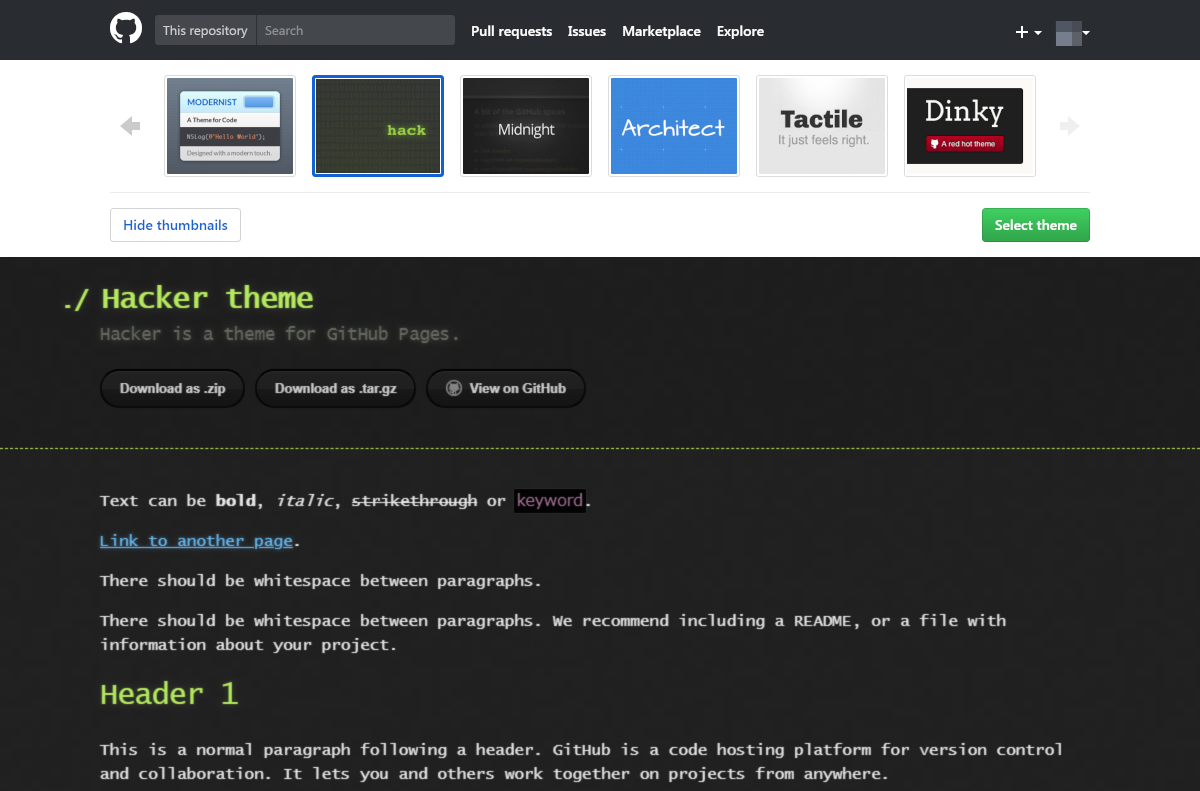 This repository Search Pull requests Issues Marketplace Explore
MODERNIST
A Theme for Code
NSLog(@"Hello World");
Designed with a modern touch.
hack
Midnight
Architect
Tactile
It just feels right.
Dinky
A red hot theme
Hide thumbnails Select theme
./ Hacker theme
Hacker is a theme for GitHub Pages.
Download as .zip Download as .tar.gz View on GitHub
Text can be bold, italic, strikethrough or keyword.
Link to another page.
There should be whitespace between paragraphs.
There should be whitespace between paragraphs. We recommend including a README, or a file with
information about your project.
Header 1
This is a normal paragraph following a header. GitHub is a code hosting platform for version control
and collaboration. It lets you and others work together on projects from anywhere.